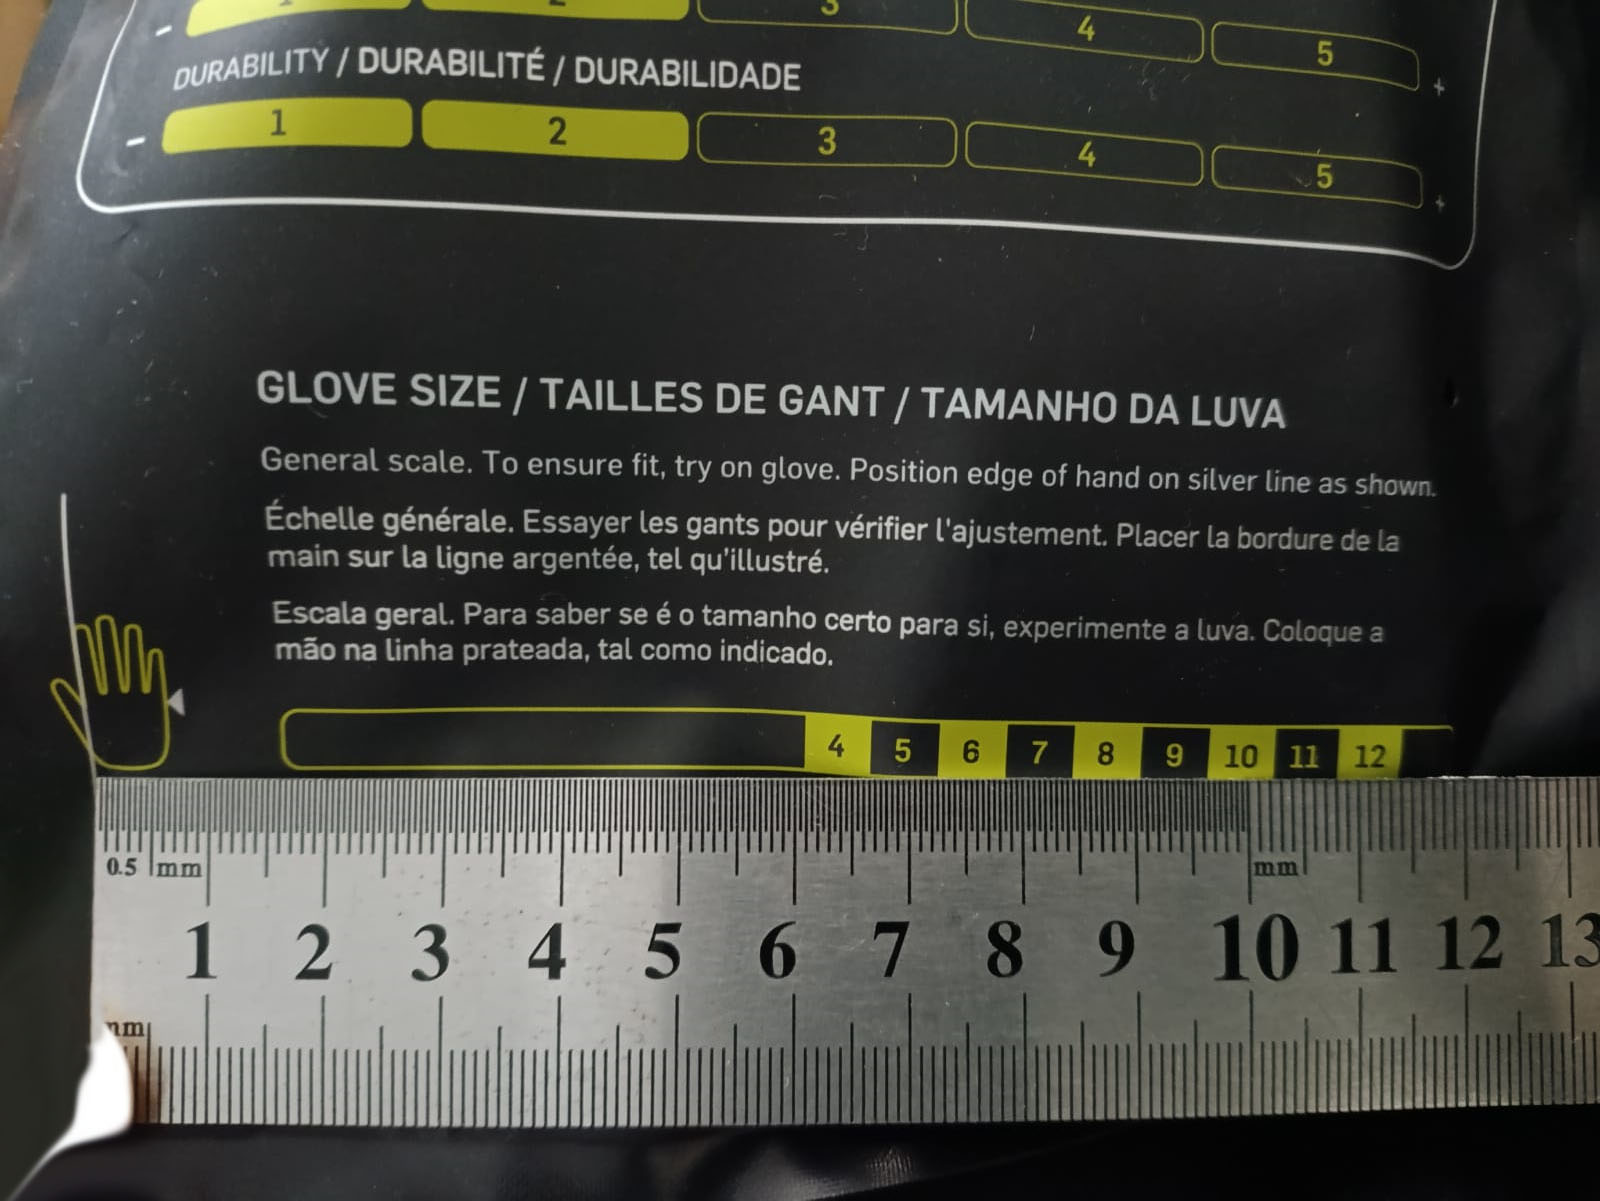 1 2 3 4 5
DURABILITY / DURABILITÉ / DURABILIDADE
- 1 2 3 4 5 +
GLOVE SIZE / TAILLES DE GANT / TAMANHO DA LUVA
General scale. To ensure fit, try on glove. Position edge of hand on silver line as shown.
Échelle générale. Essayer les gants pour vérifier l'ajustement. Placer la bordure de la
main sur la ligne argentée, tel qu'illustré.
Escala geral. Para saber se é o tamanho certo para si, experimente a luva. Coloque a
mão na linha prateada, tal como indicado.
4 5 6 7 8 9 10 11 12
0.5 mm mm
1 2 3 4 5 6 7 8 9 10 11 12 13
mm